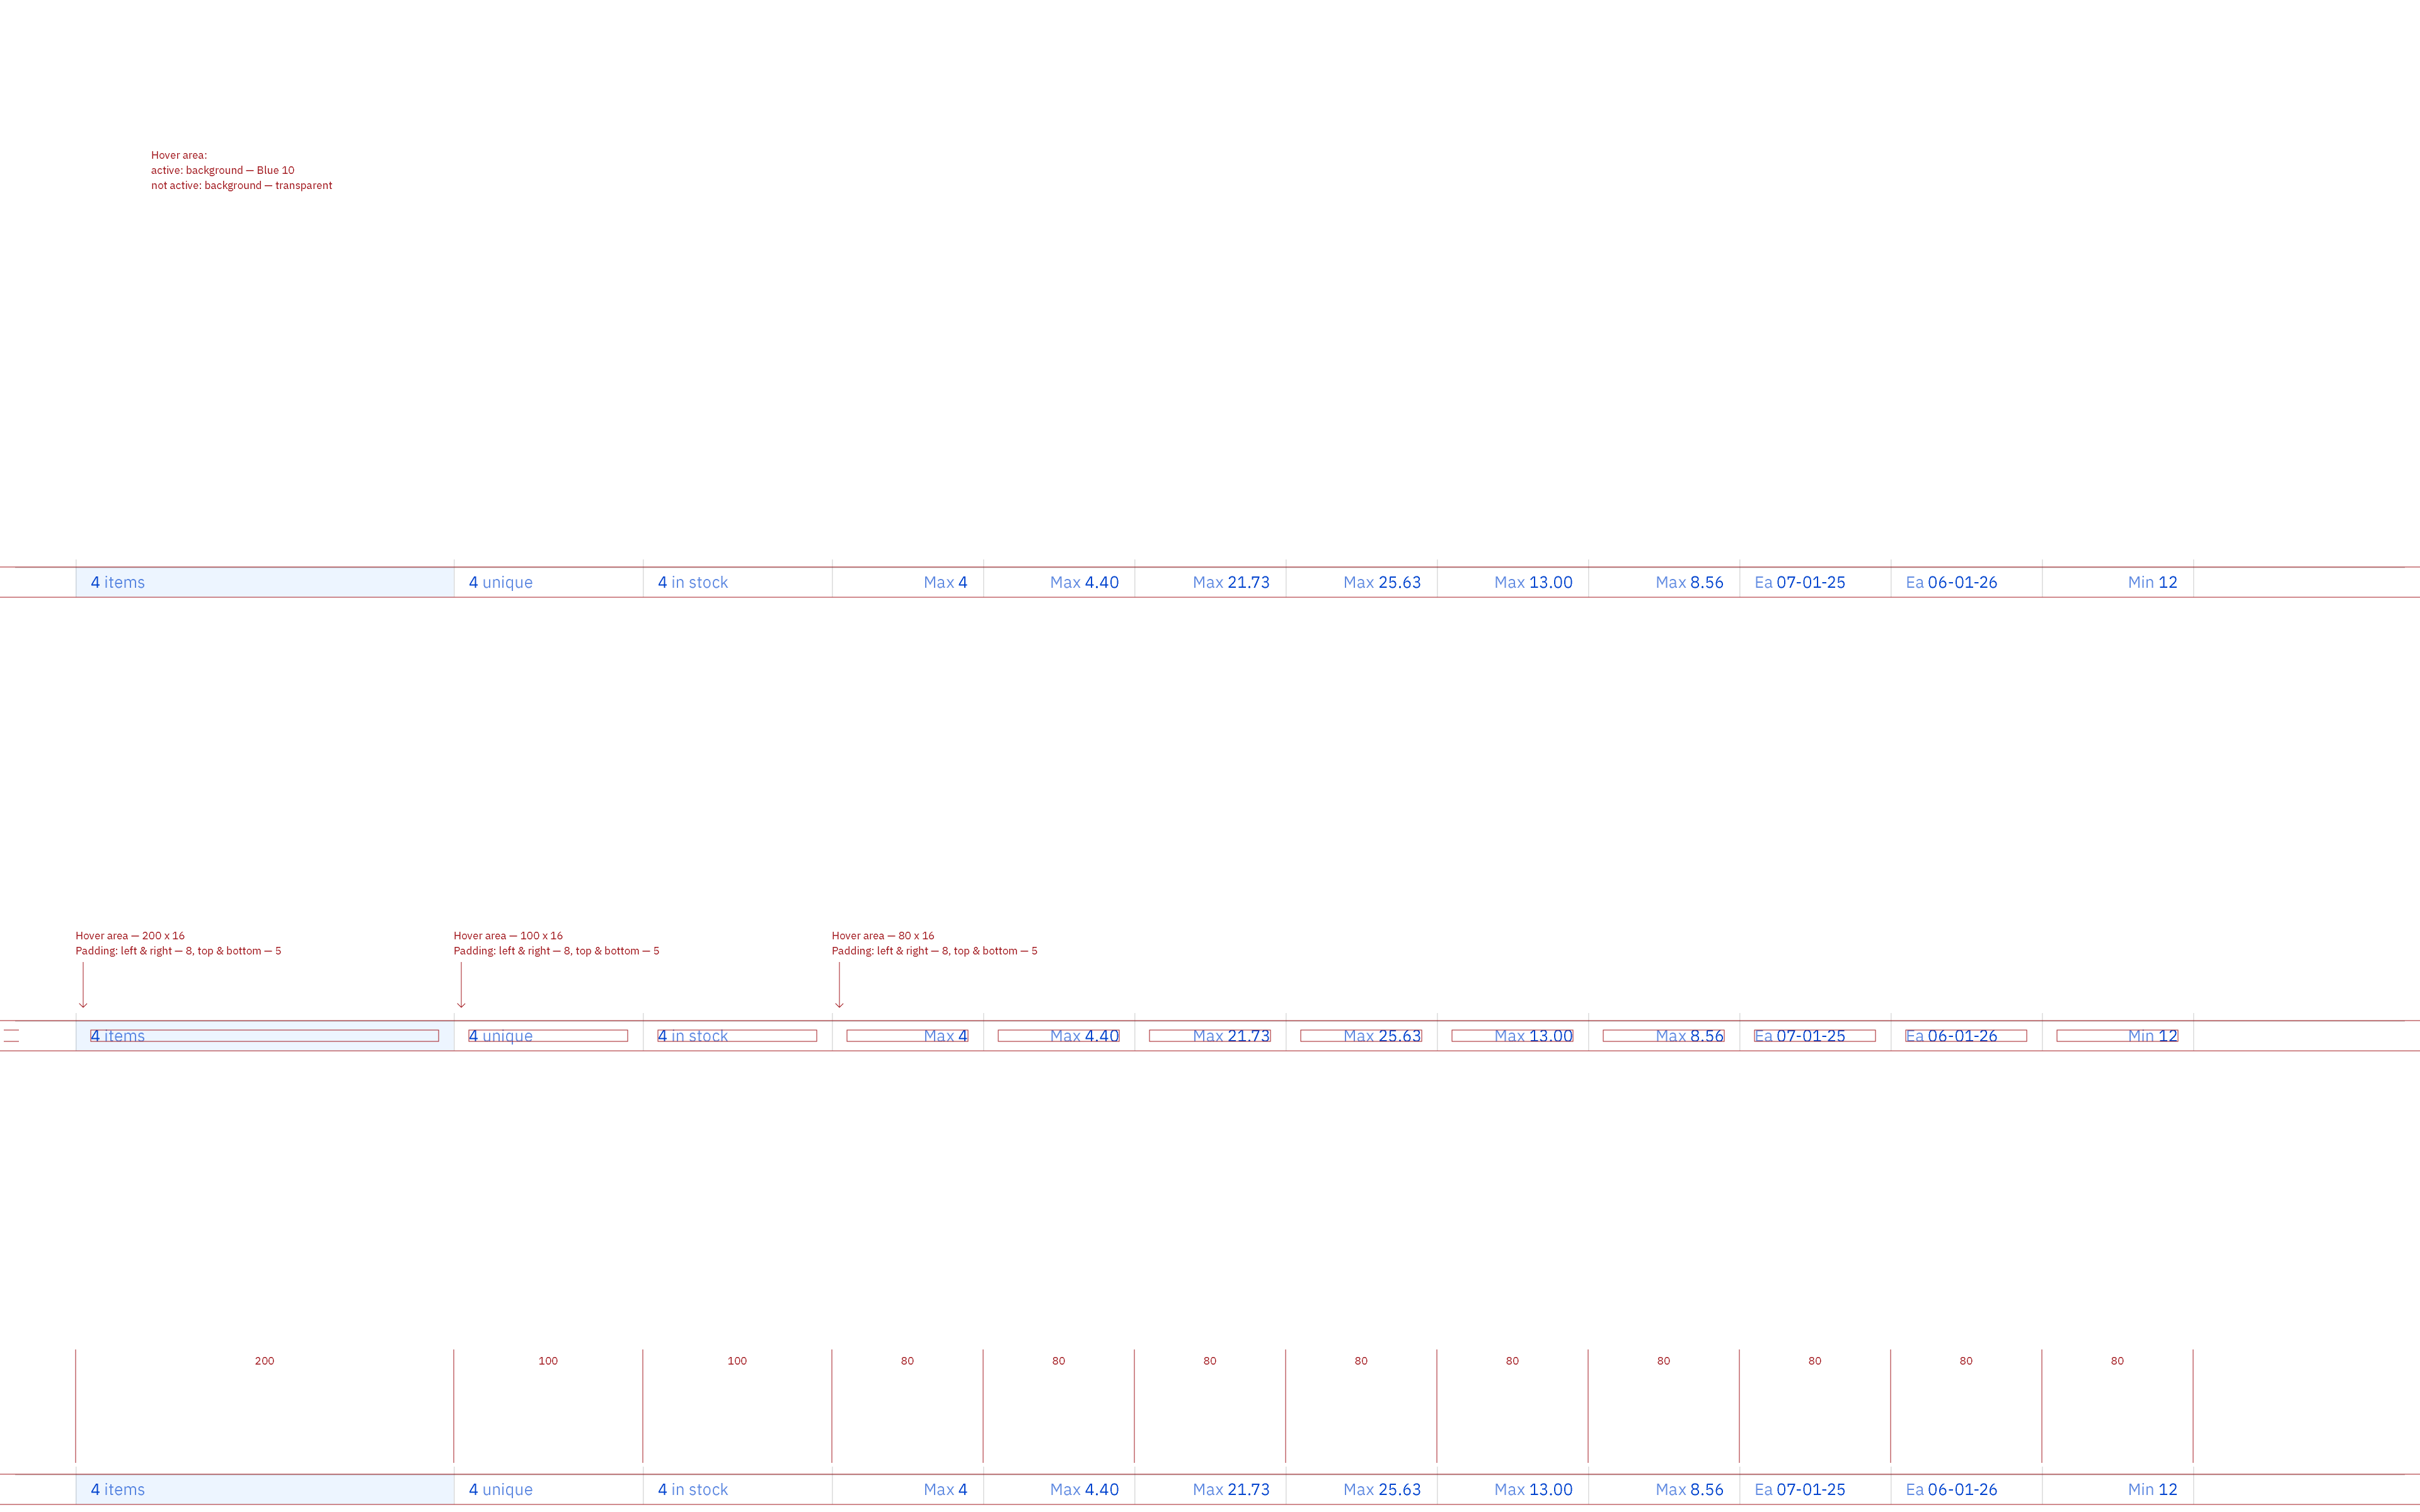 Hover area:
active: background — Blue 10
not active: background — transparent
4 items 4 unique 4 in stock Max 4 Max 4.40 Max 21.73 Max 25.63 Max 13.00 Max 8.56 Ea 07-01-25 Ea 06-01-26 Min 12
Hover area — 200 x 16 Hover area — 100 x 16 Hover area — 80 x 16
Padding: left & right — 8, top & bottom — 5 Padding: left & right — 8, top & bottom — 5 Padding: left & right — 8, top & bottom — 5
4 items 4 unique 4 in stock Max 4 Max 4.40 Max 21.73 Max 25.63 Max 13.00 Max 8.56 Ea 07-01-25 Ea 06-01-26 Min 12
200 100 100 80 80 80 80 80 80 80 80 80
4 items 4 unique 4 in stock Max 4 Max 4.40 Max 21.73 Max 25.63 Max 13.00 Max 8.56 Ea 07-01-25 Ea 06-01-26 Min 12